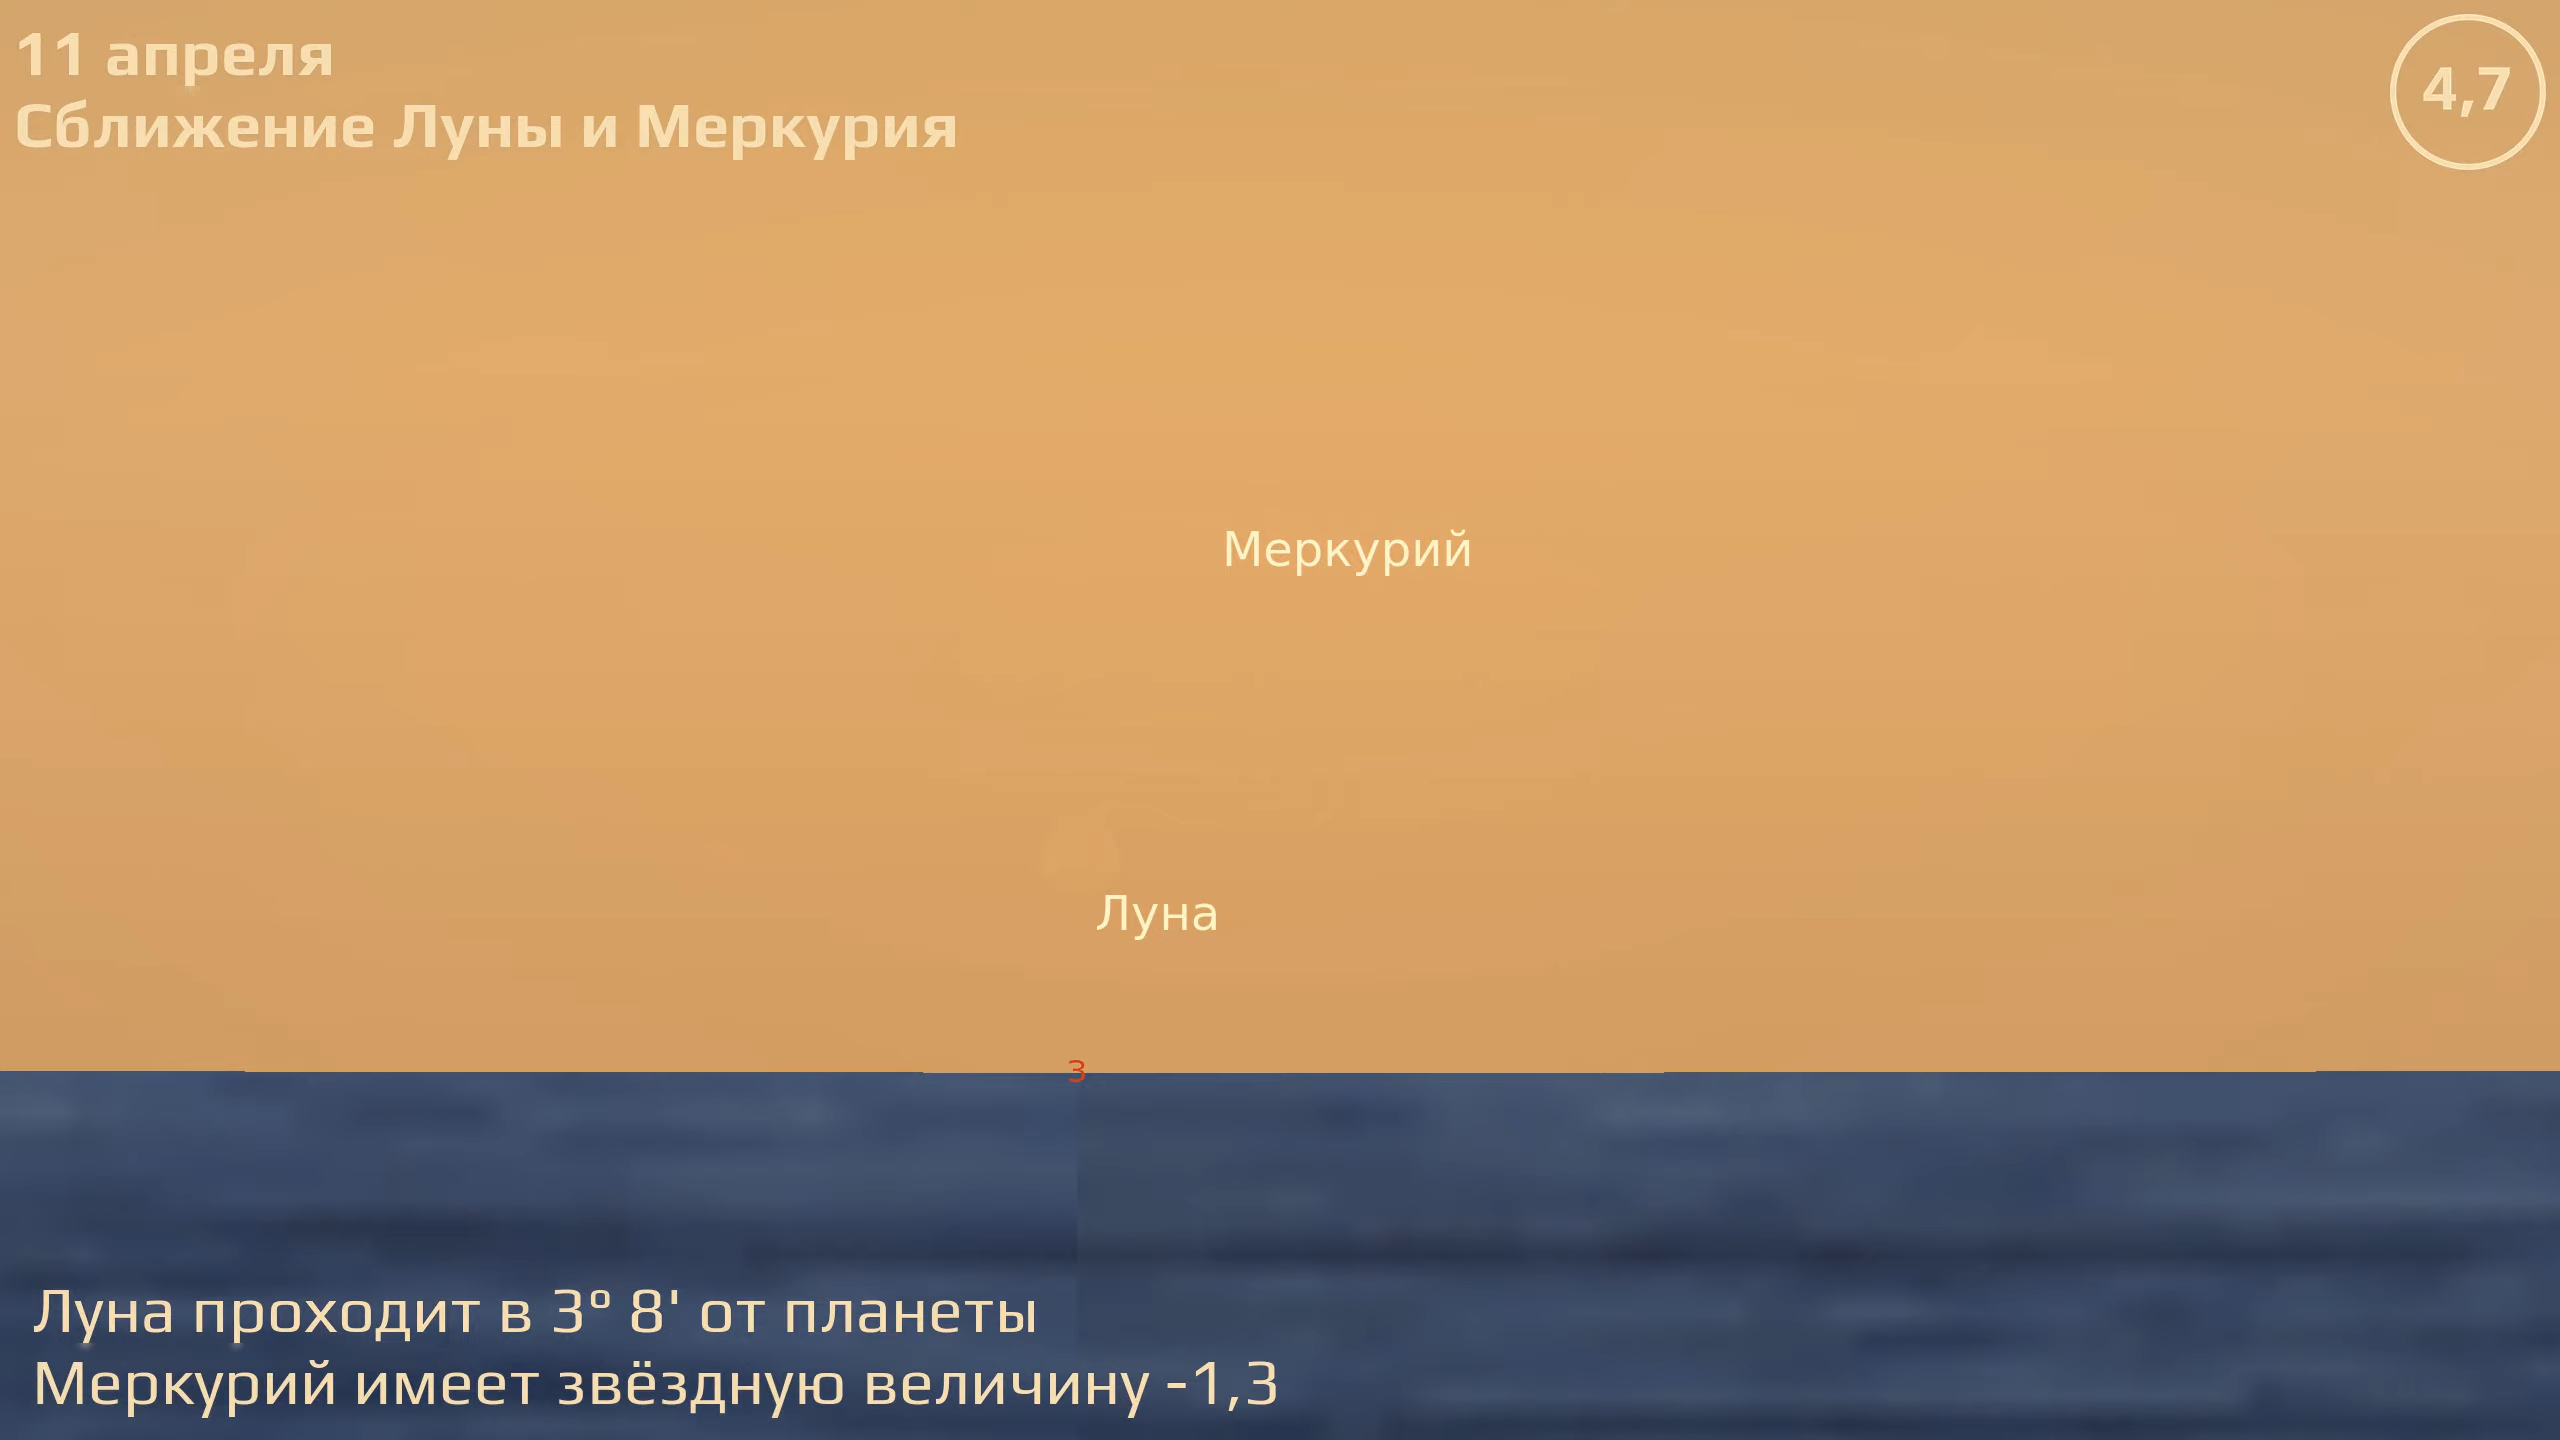 11 апреля
Сближение Луны и Меркурия
4,7
Меркурий
Луна
З
Луна проходит в 3° 8' от планеты
Меркурий имеет звёздную величину -1,3